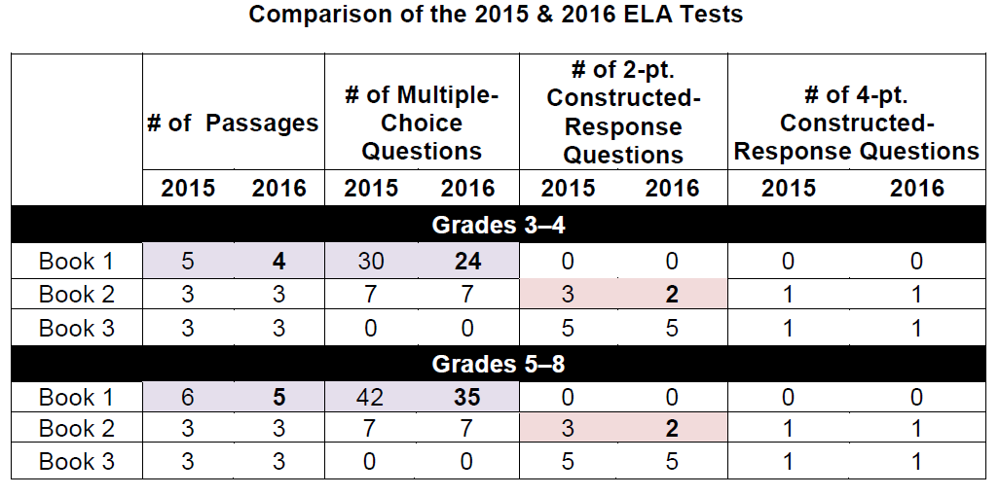 Comparison of the 2015 & 2016 ELA Tests
# of Passages
# of Multiple-
Choice
Questions
# of 2-pt.
Constructed-
Response
Questions
# of 4-pt.
Constructed-
Response Questions
2015 2016 2015 2016 2015 2016 2015 2016
Grades 3–4
Book 1 5 4 30 24 0 0 0 0
Book 2 3 3 7 7 3 2 1 1
Book 3 3 3 0 0 5 5 1 1
Grades 5–8
Book 1 6 5 42 35 0 0 0 0
Book 2 3 3 7 7 3 2 1 1
Book 3 3 3 0 0 5 5 1 1